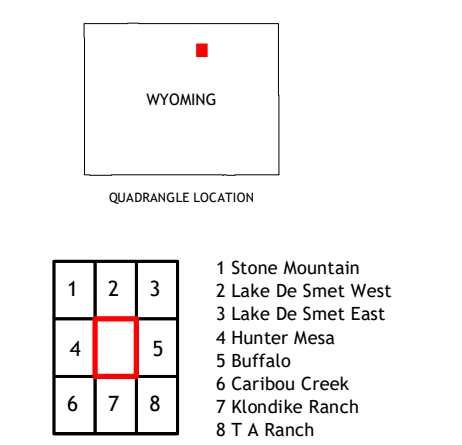 WYOMING
QUADRANGLE LOCATION
1 2 3
4 5
6 7 8
1 Stone Mountain
2 Lake De Smet West
3 Lake De Smet East
4 Hunter Mesa
5 Buffalo
6 Caribou Creek
7 Klondike Ranch
8 T A Ranch